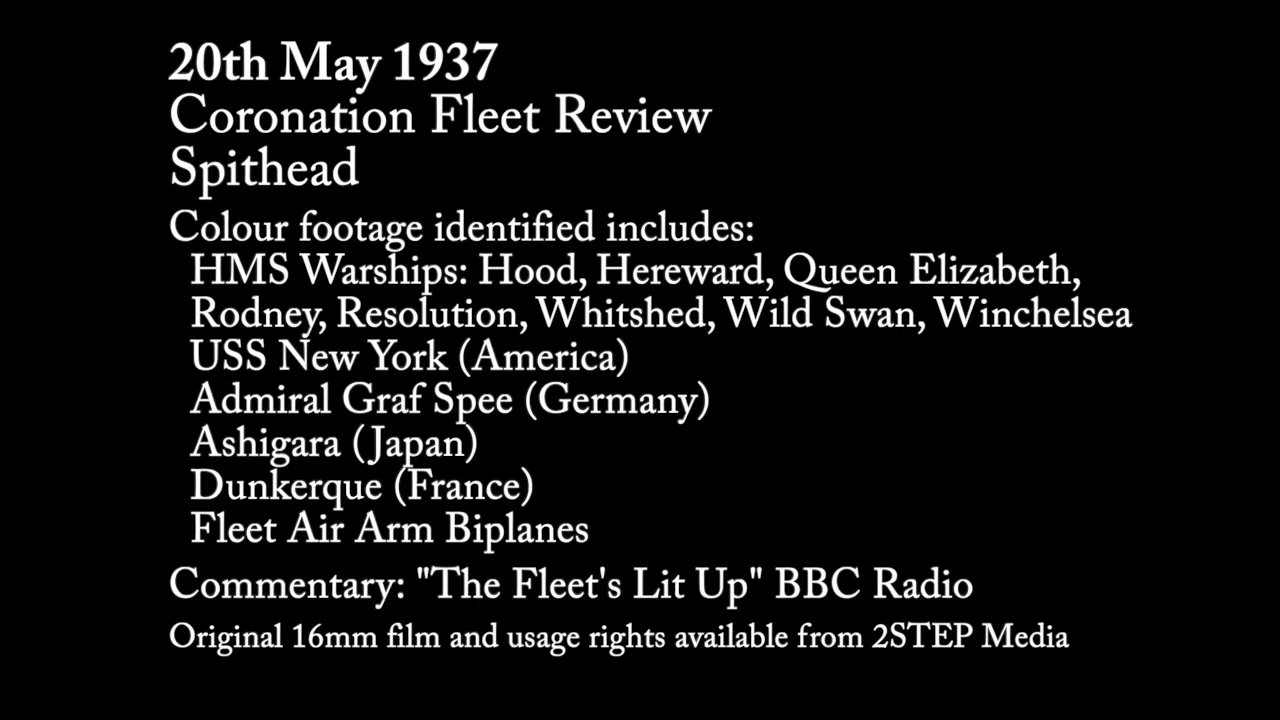 20th May 1937
Coronation Fleet Review
Spithead
Colour footage identified includes:
HMS Warships: Hood, Hereward, Queen Elizabeth,
Rodney, Resolution, Whitshed, Wild Swan, Winchelsea
USS New York (America)
Admiral Graf Spee (Germany)
Ashigara (Japan)
Dunkerque (France)
Fleet Air Arm Biplanes
Commentary: "The Fleet's Lit Up" BBC Radio
Original 16mm film and usage rights available from 2STEP Media